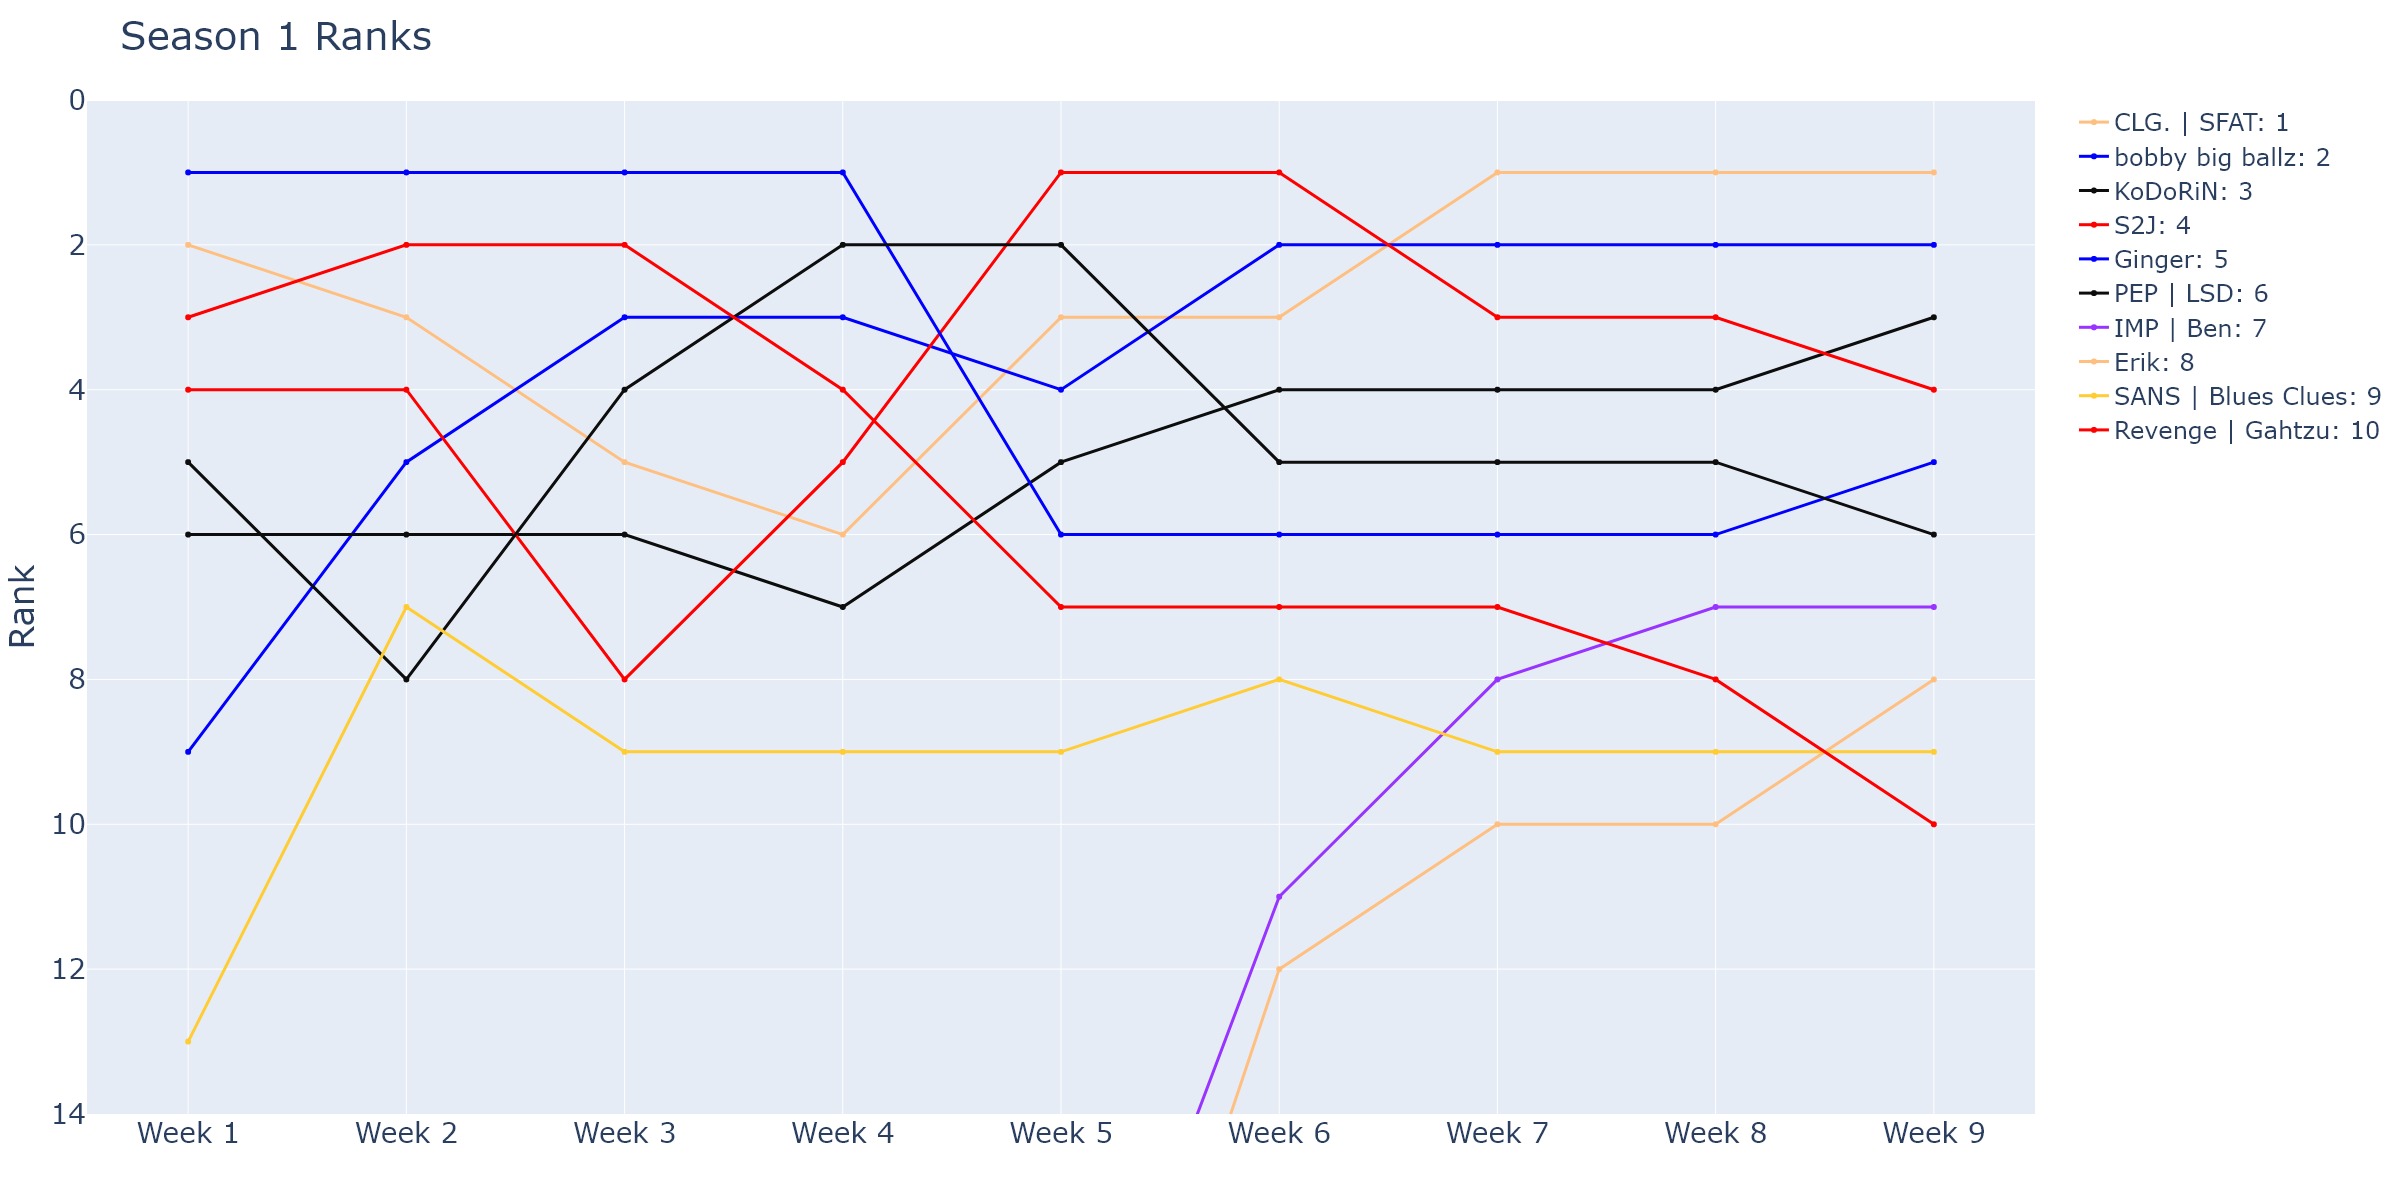 Season 1 Ranks
0
2
4
6
8
10
12
14
Rank
Week 1
Week 2
Week 3
Week 4
Week 5
Week 6
Week 7
Week 8
Week 9
CLG. | SFAT: 1
bobby big ballz: 2
KoDoRiN: 3
S2J: 4
Ginger: 5
PEP | LSD: 6
IMP | Ben: 7
Erik: 8
SANS | Blues Clues: 9
Revenge | Gahtzu: 10